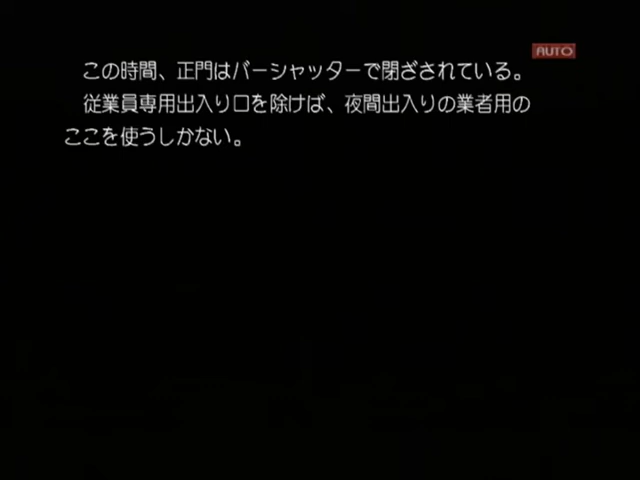 AUTO
この時間、正門はバーシャッターで閉ざされている。
従業員専用出入り口を除けば、夜間出入りの業者用の
ここを使うしかない。